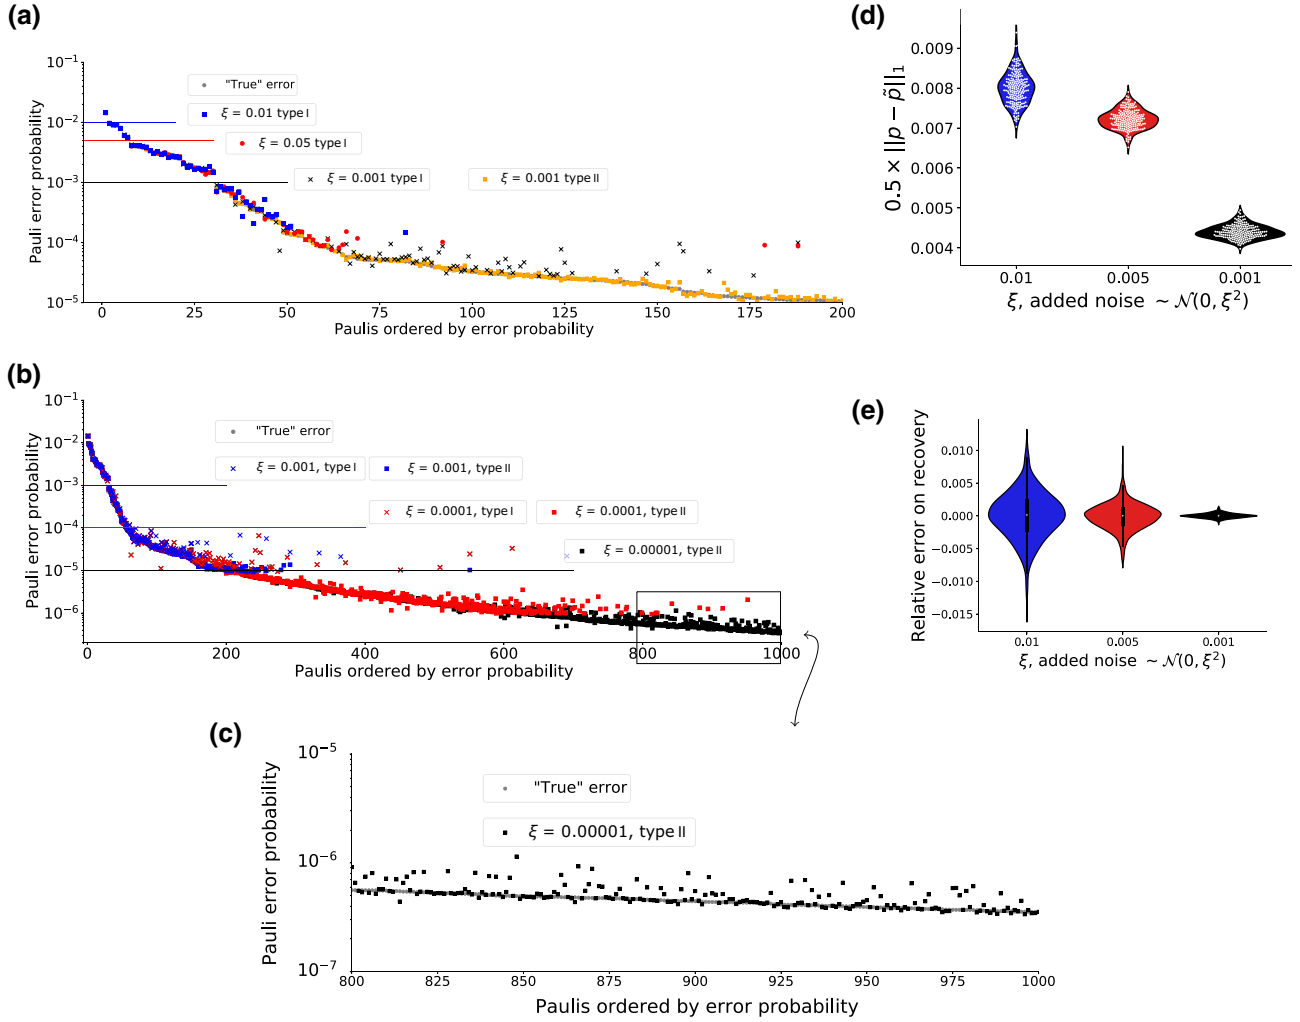 (a)
Pauli error probability
10⁻¹
10⁻²
10⁻³
10⁻⁴
10⁻⁵
"True" error
ξ = 0.01 type I
ξ = 0.05 type I
ξ = 0.001 type I
ξ = 0.001 type II
0 25 50 75 100 125 150 175 200
Paulis ordered by error probability
(d)
0.5 × ||p − p̃||₁
0.009
0.008
0.007
0.006
0.005
0.004
0.01 0.005 0.001
ξ, added noise ~ 𝒩(0, ξ²)
(b)
Pauli error probability
10⁻¹
10⁻²
10⁻³
10⁻⁴
10⁻⁵
10⁻⁶
"True" error
ξ = 0.001, type I
ξ = 0.001, type II
ξ = 0.0001, type I
ξ = 0.0001, type II
ξ = 0.00001, type II
0 200 400 600 800 1000
Paulis ordered by error probability
(e)
Relative error on recovery
0.010
0.005
0.000
−0.005
−0.010
−0.015
0.01 0.005 0.001
ξ, added noise ~ 𝒩(0, ξ²)
(c)
Pauli error probability
10⁻⁵
10⁻⁶
10⁻⁷
"True" error
ξ = 0.00001, type II
800 825 850 875 900 925 950 975 1000
Paulis ordered by error probability